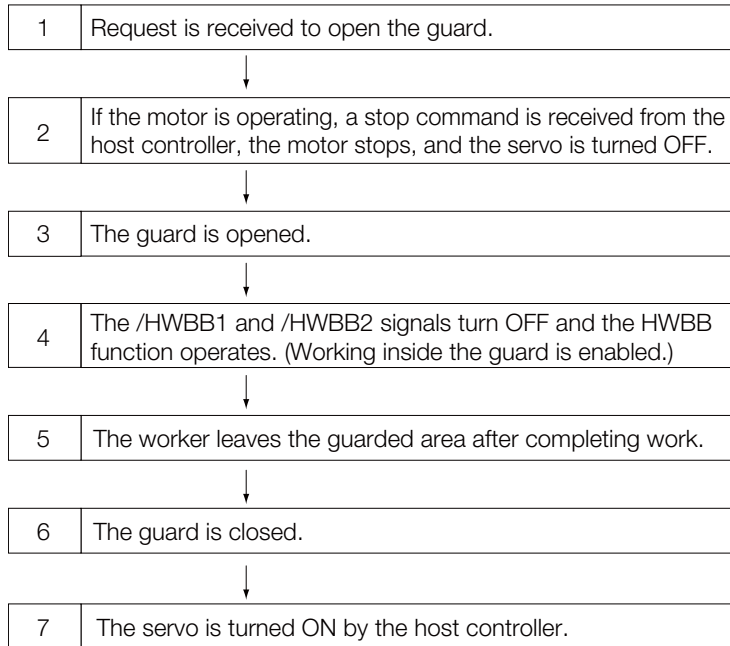 1 Request is received to open the guard.
2 If the motor is operating, a stop command is received from the
host controller, the motor stops, and the servo is turned OFF.
3 The guard is opened.
4 The /HWBB1 and /HWBB2 signals turn OFF and the HWBB
function operates. (Working inside the guard is enabled.)
5 The worker leaves the guarded area after completing work.
6 The guard is closed.
7 The servo is turned ON by the host controller.